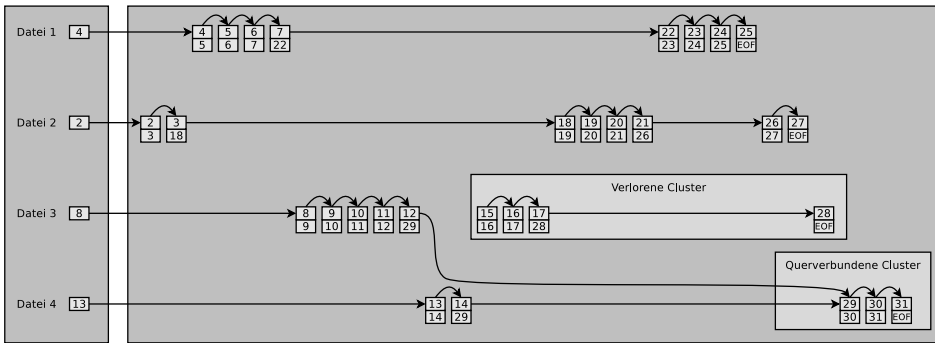 Datei 1 4 4 5 6 7 22 23 24 25
5 6 7 22 23 24 25 EOF
Datei 2 2 2 3 18 19 20 21 26 27
3 18 19 20 21 26 27 EOF
Verlorene Cluster
Datei 3 8 8 9 10 11 12 15 16 17 28
9 10 11 12 29 16 17 28 EOF
Querverbundene Cluster
Datei 4 13 13 14 29 30 31
14 29 30 31 EOF